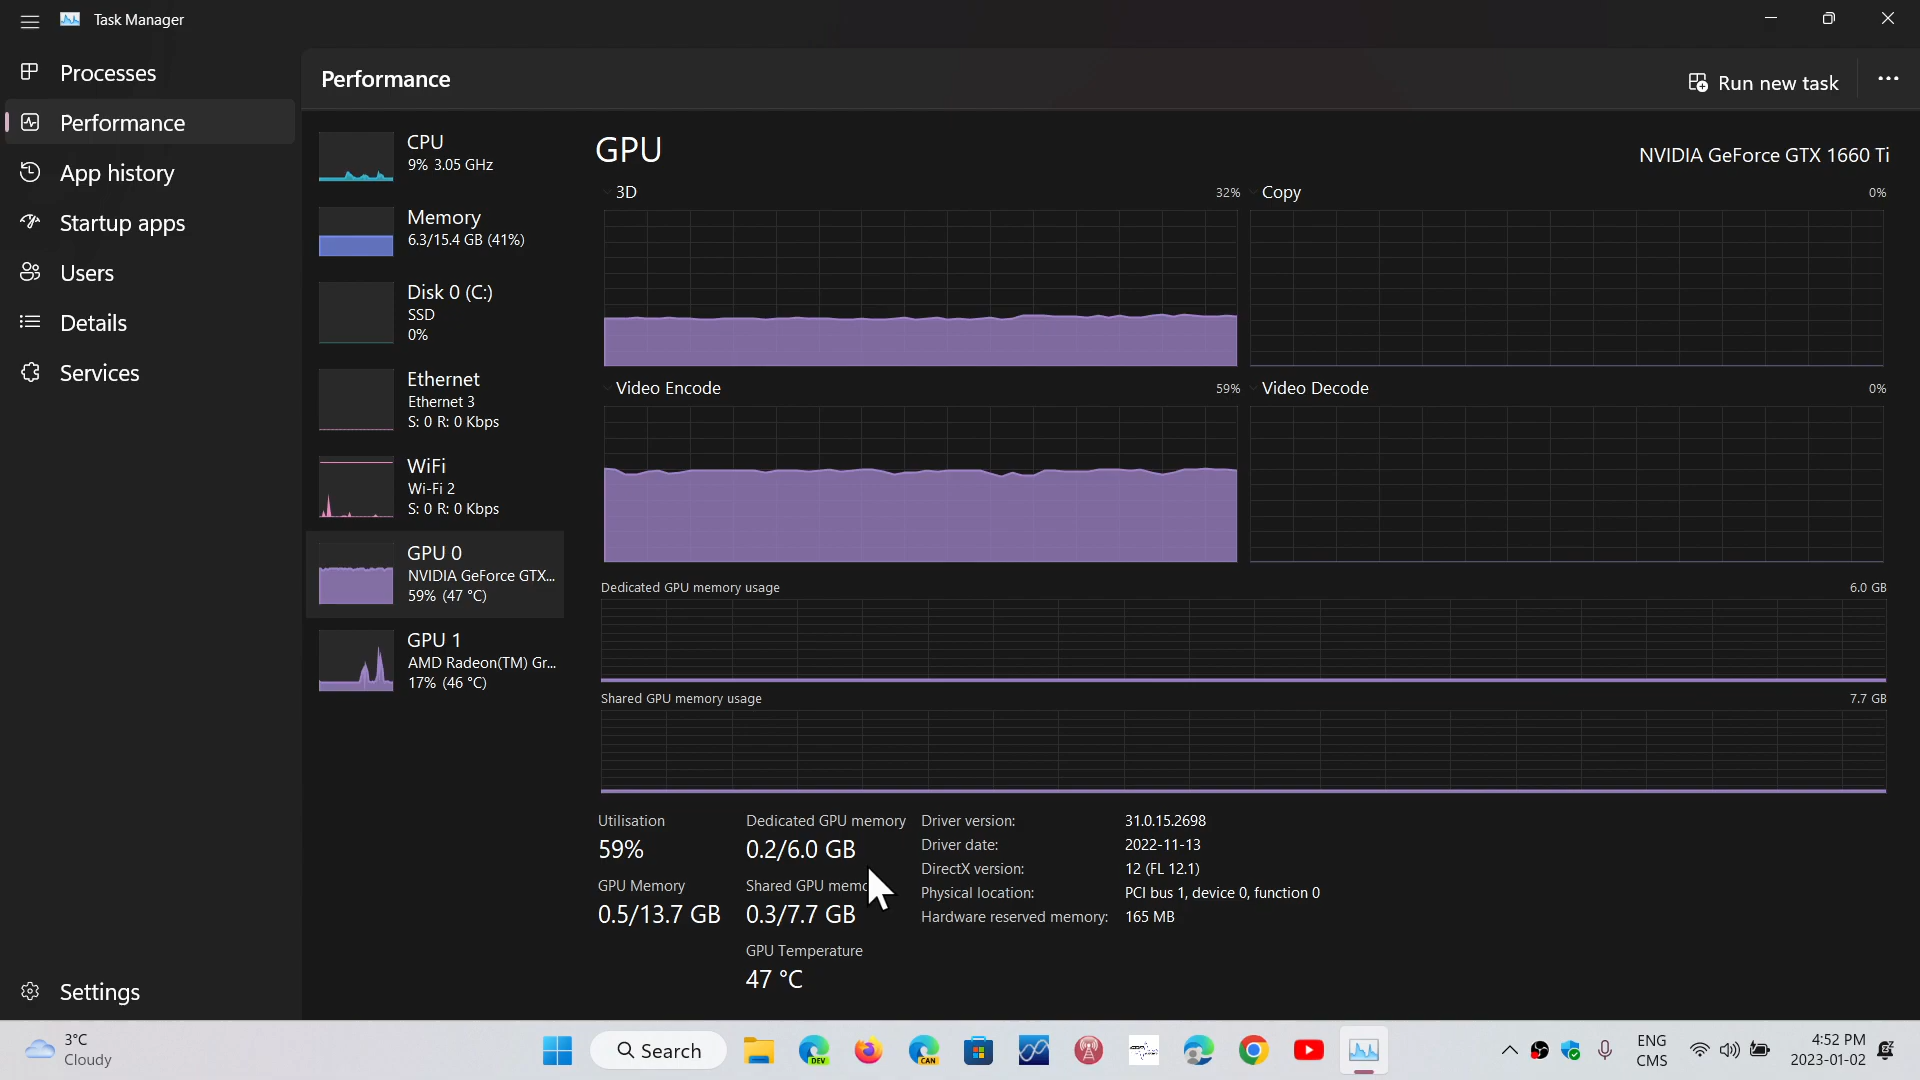 Task Manager
Processes
Performance
App history
Startup apps
Users
Details
Services
Settings
Performance
Run new task
CPU
9% 3.05 GHz
Memory
6.3/15.4 GB (41%)
Disk 0 (C:)
SSD
0%
Ethernet
Ethernet 3
S: 0 R: 0 Kbps
WiFi
Wi-Fi 2
S: 0 R: 0 Kbps
GPU 0
NVIDIA GeForce GTX...
59% (47 °C)
GPU 1
AMD Radeon(TM) Gr...
17% (46 °C)
GPU
NVIDIA GeForce GTX 1660 Ti
3D 32%
Copy 0%
Video Encode 59%
Video Decode 0%
Dedicated GPU memory usage 6.0 GB
Shared GPU memory usage 7.7 GB
Utilisation
59%
GPU Memory
0.5/13.7 GB
Dedicated GPU memory
0.2/6.0 GB
Shared GPU memo
0.3/7.7 GB
GPU Temperature
47 °C
Driver version: 31.0.15.2698
Driver date: 2022-11-13
DirectX version: 12 (FL 12.1)
Physical location: PCI bus 1, device 0, function 0
Hardware reserved memory: 165 MB
3°C
Cloudy
Search
DEV
CAN
ENG
CMS
4:52 PM
2023-01-02